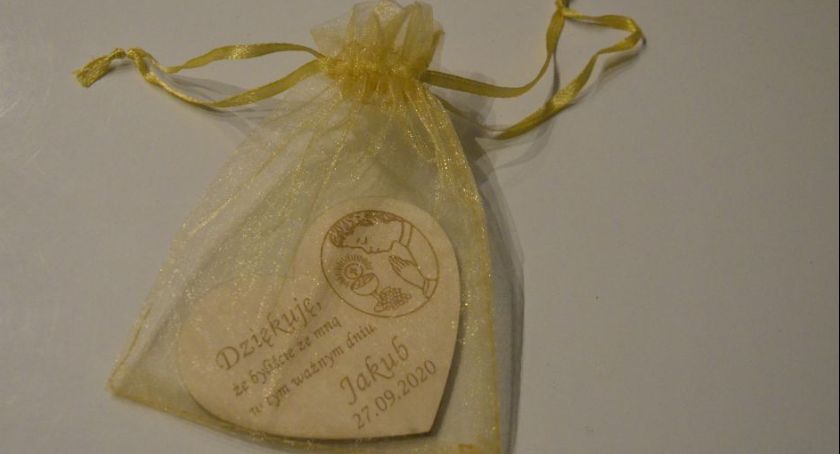 Dziękuję,
że byliście ze mną
w tym ważnym dniu.
Jakub
27.09.2020